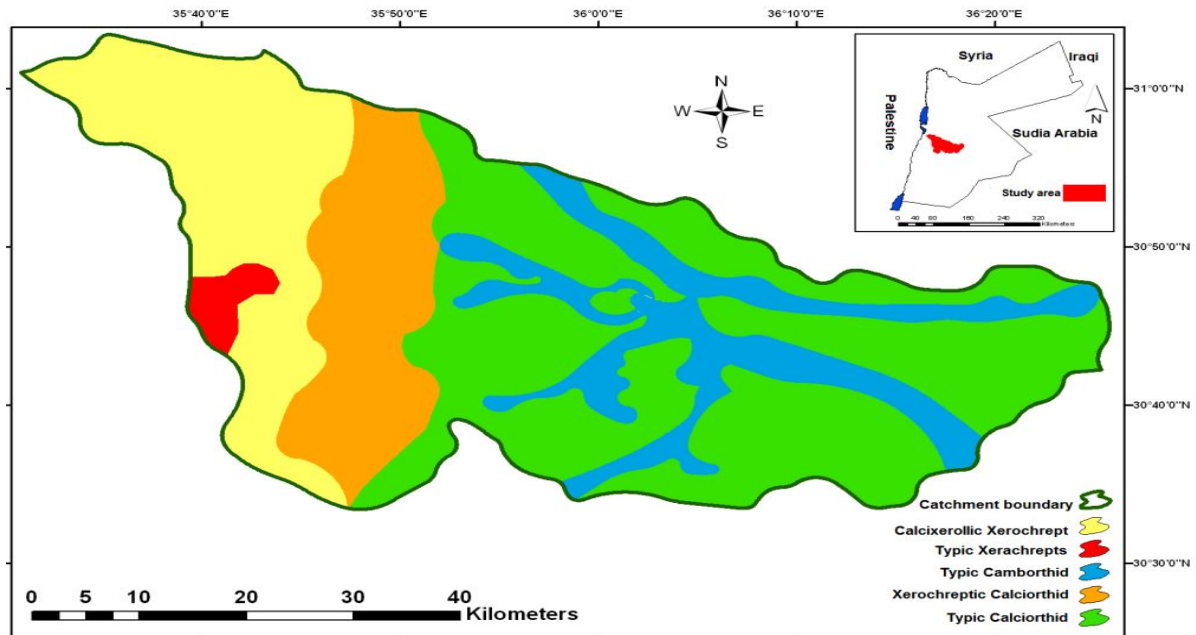 35°40'0"E 35°50'0"E 36°0'0"E 36°10'0"E 36°20'0"E
N
W E
S
Syria
Iraqi
Palestine
N
Sudia Arabia
Study area
0 40 80 160 240 320
Kilometers
31°0'0"N
30°50'0"N
30°40'0"N
30°30'0"N
Catchment boundary
Calcixerollic Xerochrept
Typic Xerachrepts
Typic Camborthid
Xerochreptic Calciorthid
Typic Calciorthid
0 5 10 20 30 40
Kilometers